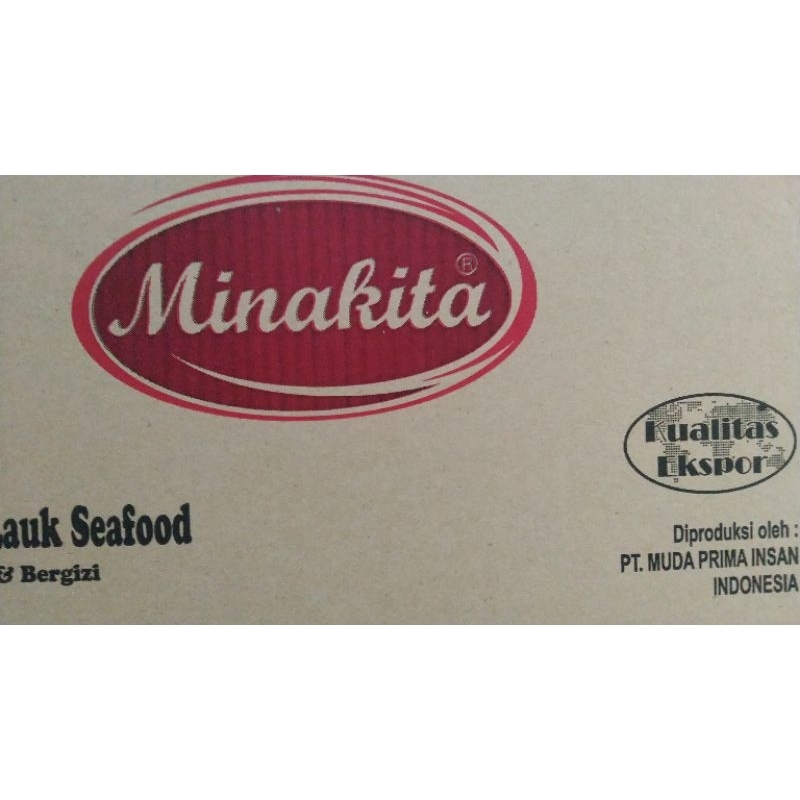 Minakita ®
Kualitas
Ekspor
Lauk Seafood
& Bergizi
Diproduksi oleh :
PT. MUDA PRIMA INSAN
INDONESIA